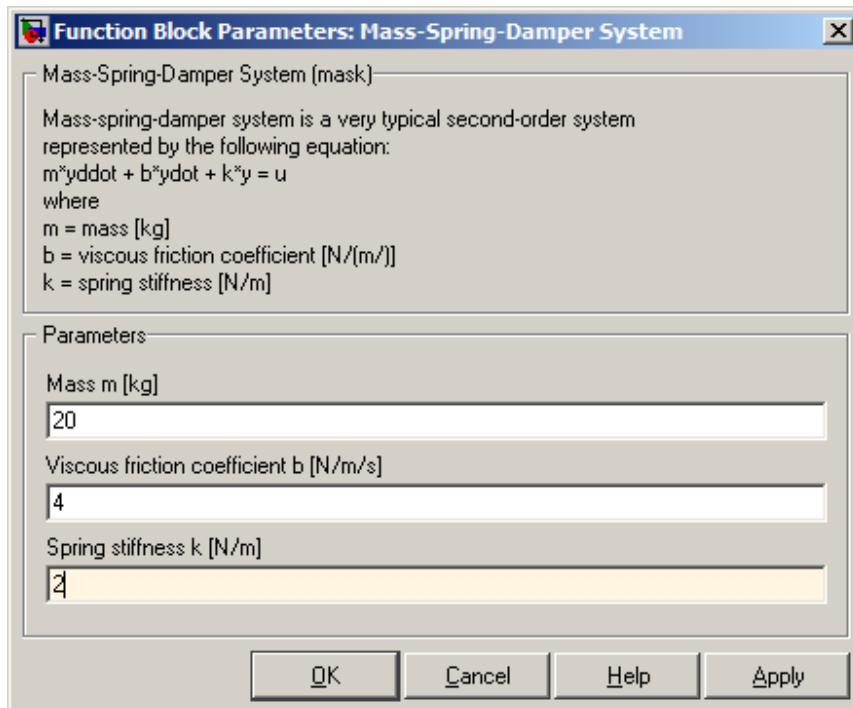 Function Block Parameters: Mass-Spring-Damper System
Mass-Spring-Damper System (mask)
Mass-spring-damper system is a very typical second-order system
represented by the following equation:
m*yddot + b*ydot + k*y = u
where
m = mass [kg]
b = viscous friction coefficient [N/(m/)]
k = spring stiffness [N/m]
Parameters
Mass m [kg]
20
Viscous friction coefficient b [N/m/s]
4
Spring stiffness k [N/m]
2
OK Cancel Help Apply